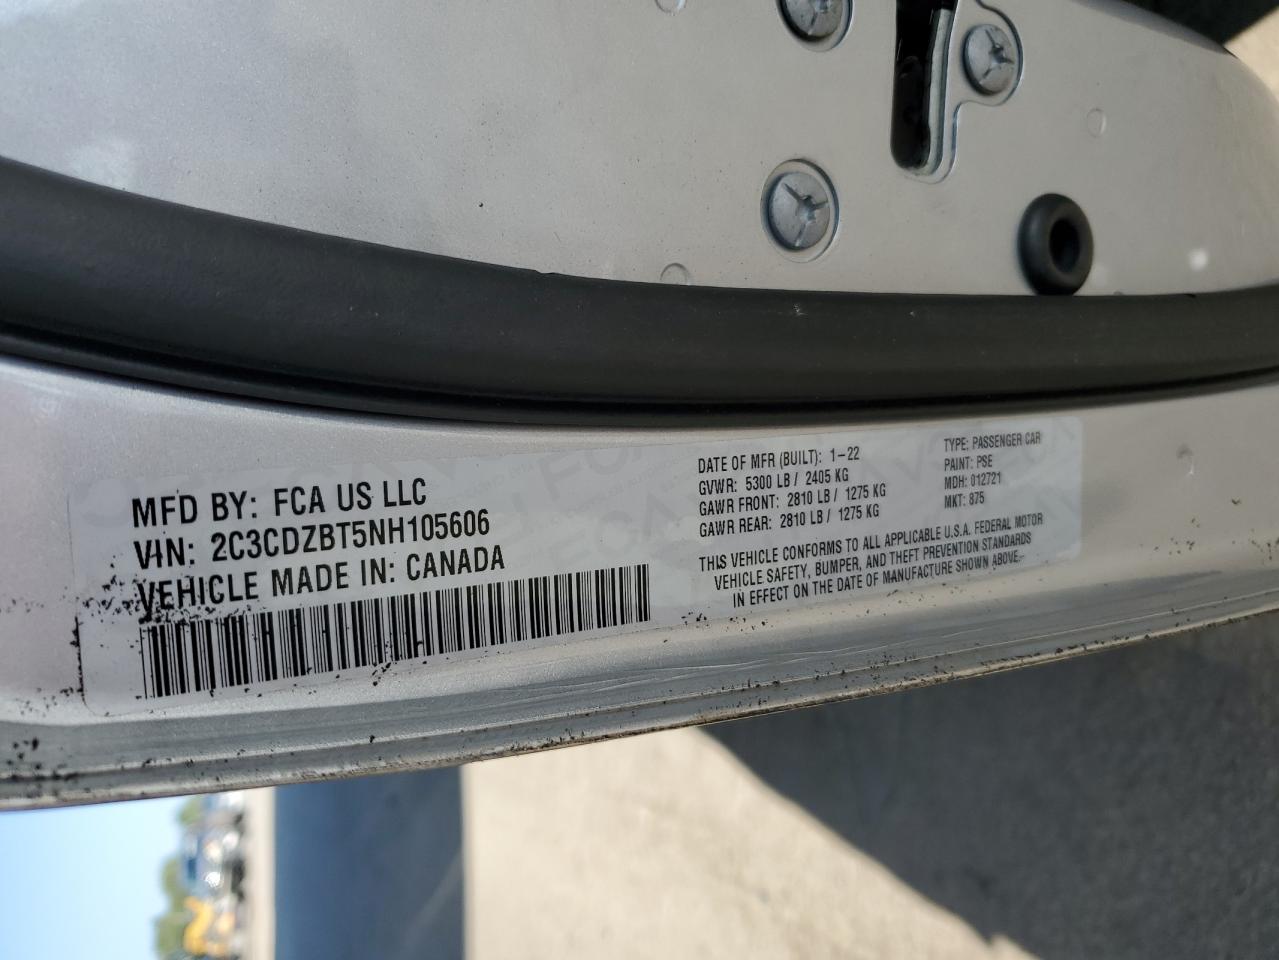 MFD BY: FCA US LLC
VIN: 2C3CDZBT5NH105606
VEHICLE MADE IN: CANADA
DATE OF MFR (BUILT): 1-22
GVWR: 5300 LB / 2405 KG
GAWR FRONT: 2810 LB / 1275 KG
GAWR REAR: 2810 LB / 1275 KG
TYPE: PASSENGER CAR
PAINT: PSE
MDH: 012721
MKT: 875
THIS VEHICLE CONFORMS TO ALL APPLICABLE U.S.A. FEDERAL MOTOR
VEHICLE SAFETY, BUMPER, AND THEFT PREVENTION STANDARDS
IN EFFECT ON THE DATE OF MANUFACTURE SHOWN ABOVE.